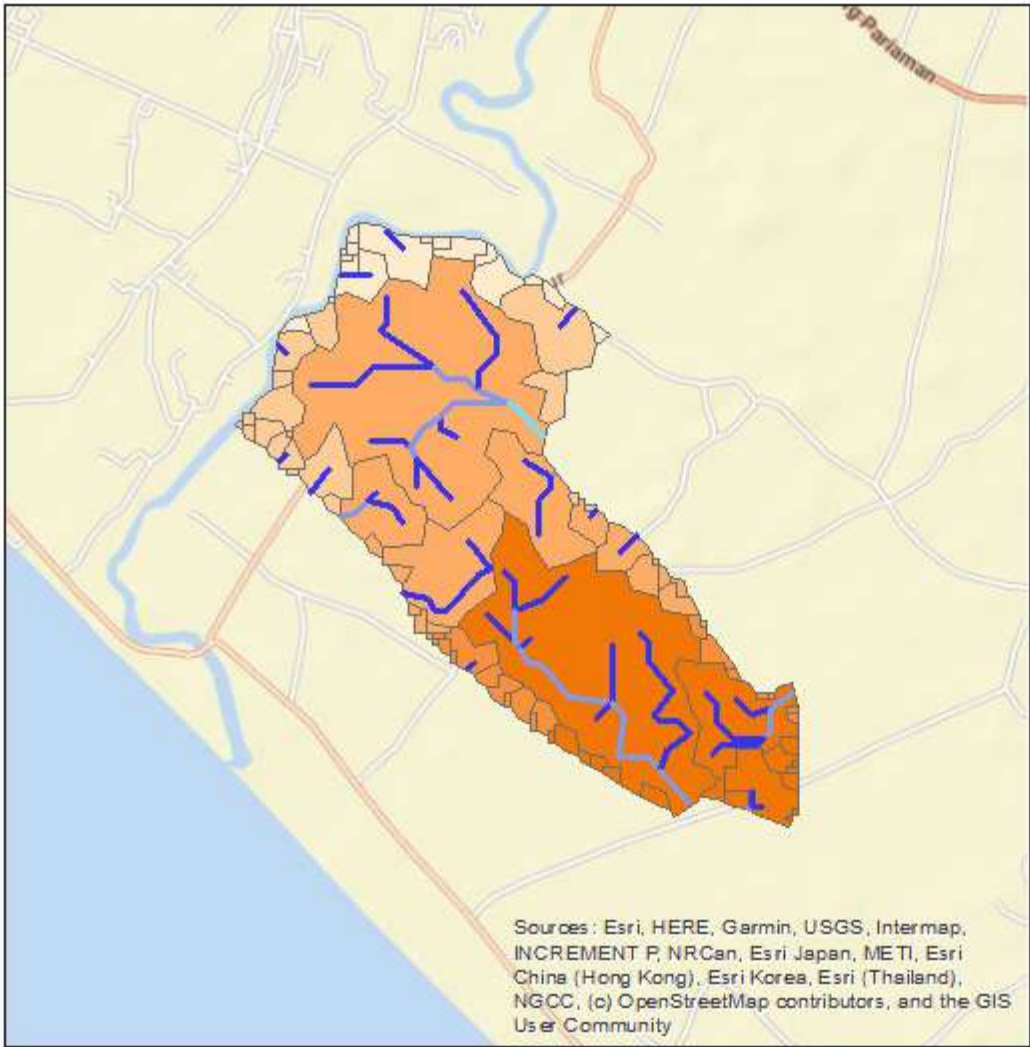 g-Pariaman
Sources: Esri, HERE, Garmin, USGS, Intermap,
INCREMENT P, NRCan, Esri Japan, METI, Esri
China (Hong Kong), Esri Korea, Esri (Thailand),
NGCC, (c) OpenStreetMap contributors, and the GIS
User Community